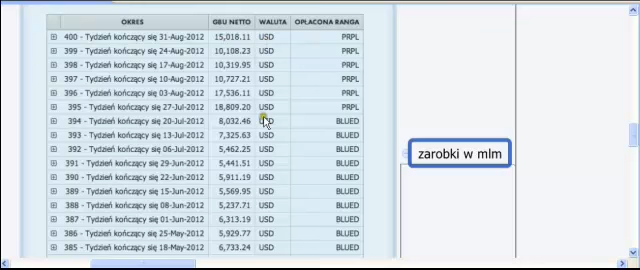 OKRES GBU NETTO WALUTA OPŁACONA RANGA
400 - Tydzień kończący się 31-Aug-2012 15,018.11 USD PRPL
399 - Tydzień kończący się 24-Aug-2012 10,108.23 USD PRPL
398 - Tydzień kończący się 17-Aug-2012 10,319.95 USD PRPL
397 - Tydzień kończący się 10-Aug-2012 10,727.21 USD PRPL
396 - Tydzień kończący się 03-Aug-2012 17,536.11 USD PRPL
395 - Tydzień kończący się 27-Jul-2012 18,809.20 USD PRPL
394 - Tydzień kończący się 20-Jul-2012 8,032.46 USD BLUED
393 - Tydzień kończący się 13-Jul-2012 7,325.63 USD BLUED
392 - Tydzień kończący się 06-Jul-2012 5,462.25 USD BLUED
391 - Tydzień kończący się 29-Jun-2012 5,441.51 USD BLUED
390 - Tydzień kończący się 22-Jun-2012 5,911.19 USD BLUED
389 - Tydzień kończący się 15-Jun-2012 5,569.95 USD BLUED
388 - Tydzień kończący się 08-Jun-2012 5,237.71 USD BLUED
387 - Tydzień kończący się 01-Jun-2012 6,313.19 USD BLUED
386 - Tydzień kończący się 25-May-2012 5,929.77 USD BLUED
385 - Tydzień kończący się 18-May-2012 6,733.24 USD BLUED
zarobki w mlm